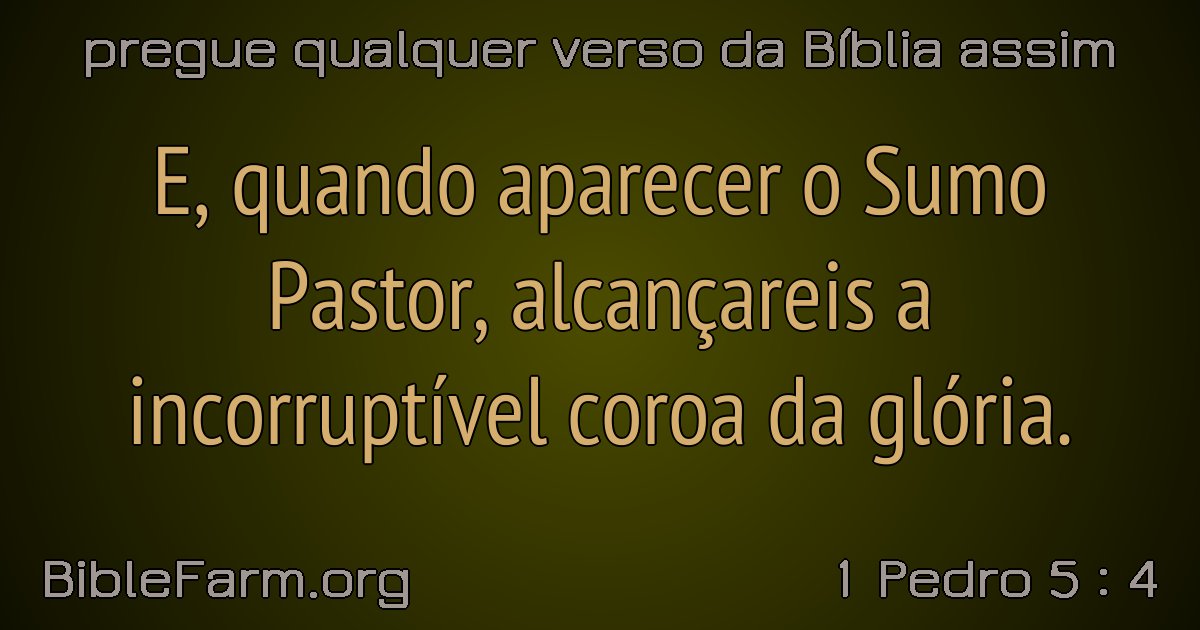 pregue qualquer verso da Bíblia assim
E, quando aparecer o Sumo
Pastor, alcançareis a
incorruptível coroa da glória.
BibleFarm.org
1 Pedro 5 : 4